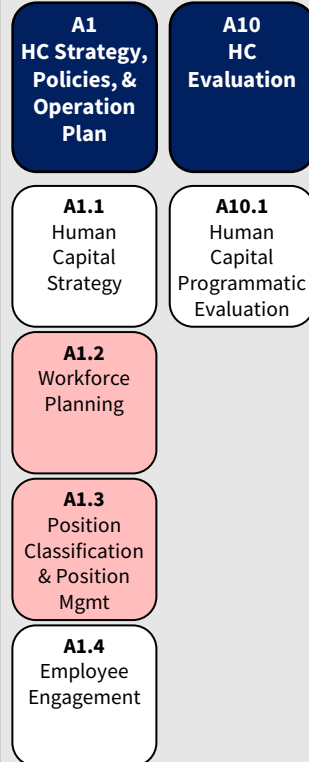 A1
HC Strategy,
Policies, &
Operation
Plan
A1.1
Human
Capital
Strategy
A1.2
Workforce
Planning
A1.3
Position
Classification
& Position
Mgmt
A1.4
Employee
Engagement
A10
HC
Evaluation
A10.1
Human
Capital
Programmatic
Evaluation